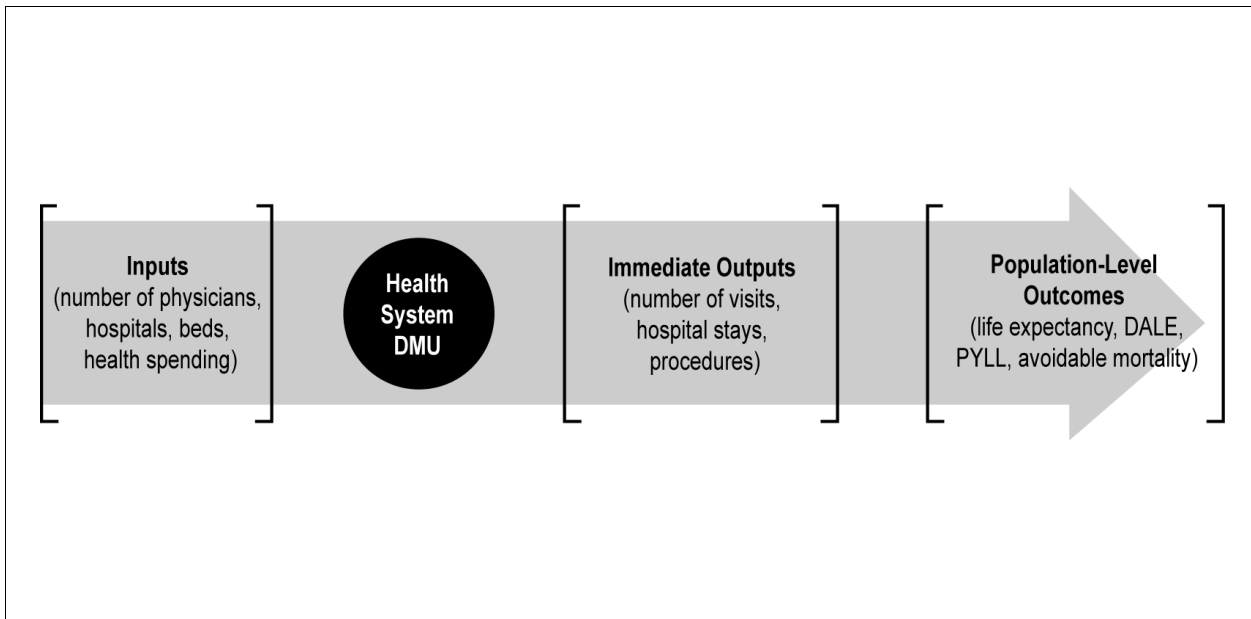 Inputs
(number of physicians,
hospitals, beds,
health spending)
Health
System
DMU
Immediate Outputs
(number of visits,
hospital stays,
procedures)
Population-Level
Outcomes
(life expectancy, DALE,
PYLL, avoidable mortality)